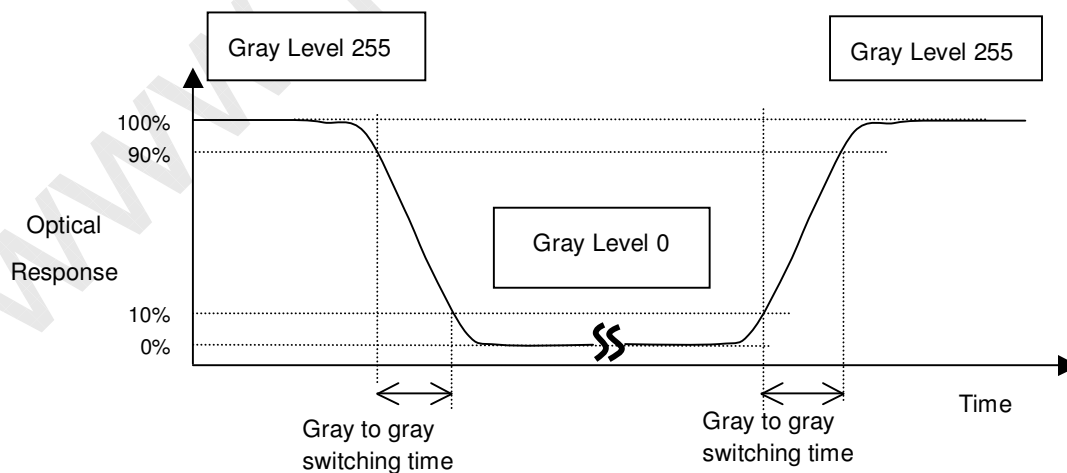 Gray Level 255
Gray Level 255
100%
90%
Optical
Response
Gray Level 0
10%
0%
Time
Gray to gray
switching time
Gray to gray
switching time